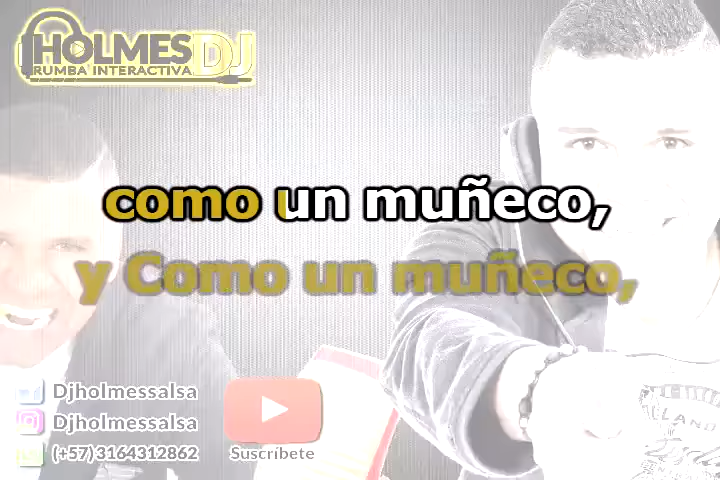 HOLMES DJ
RUMBA INTERACTIVA
como un muñeco,
y Como un muñeco,
Djholmessalsa
Djholmessalsa
(+57)3164312862
Suscríbete